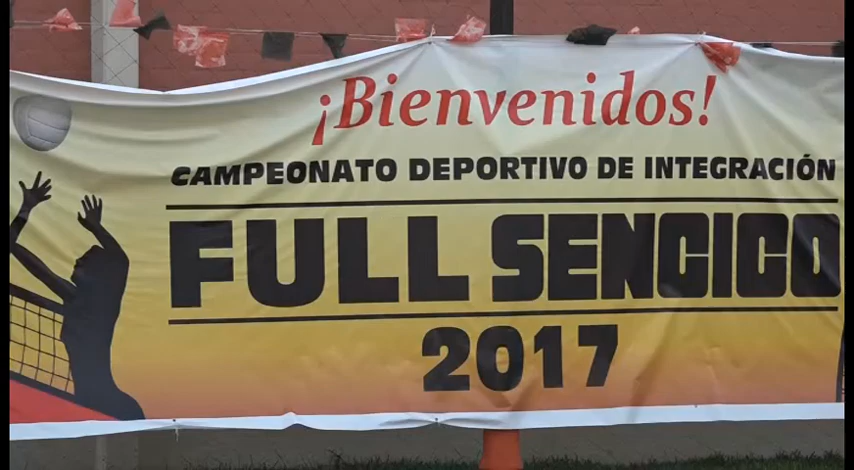 ¡Bienvenidos!
CAMPEONATO DEPORTIVO DE INTEGRACIÓN
FULL SENCICO
2017